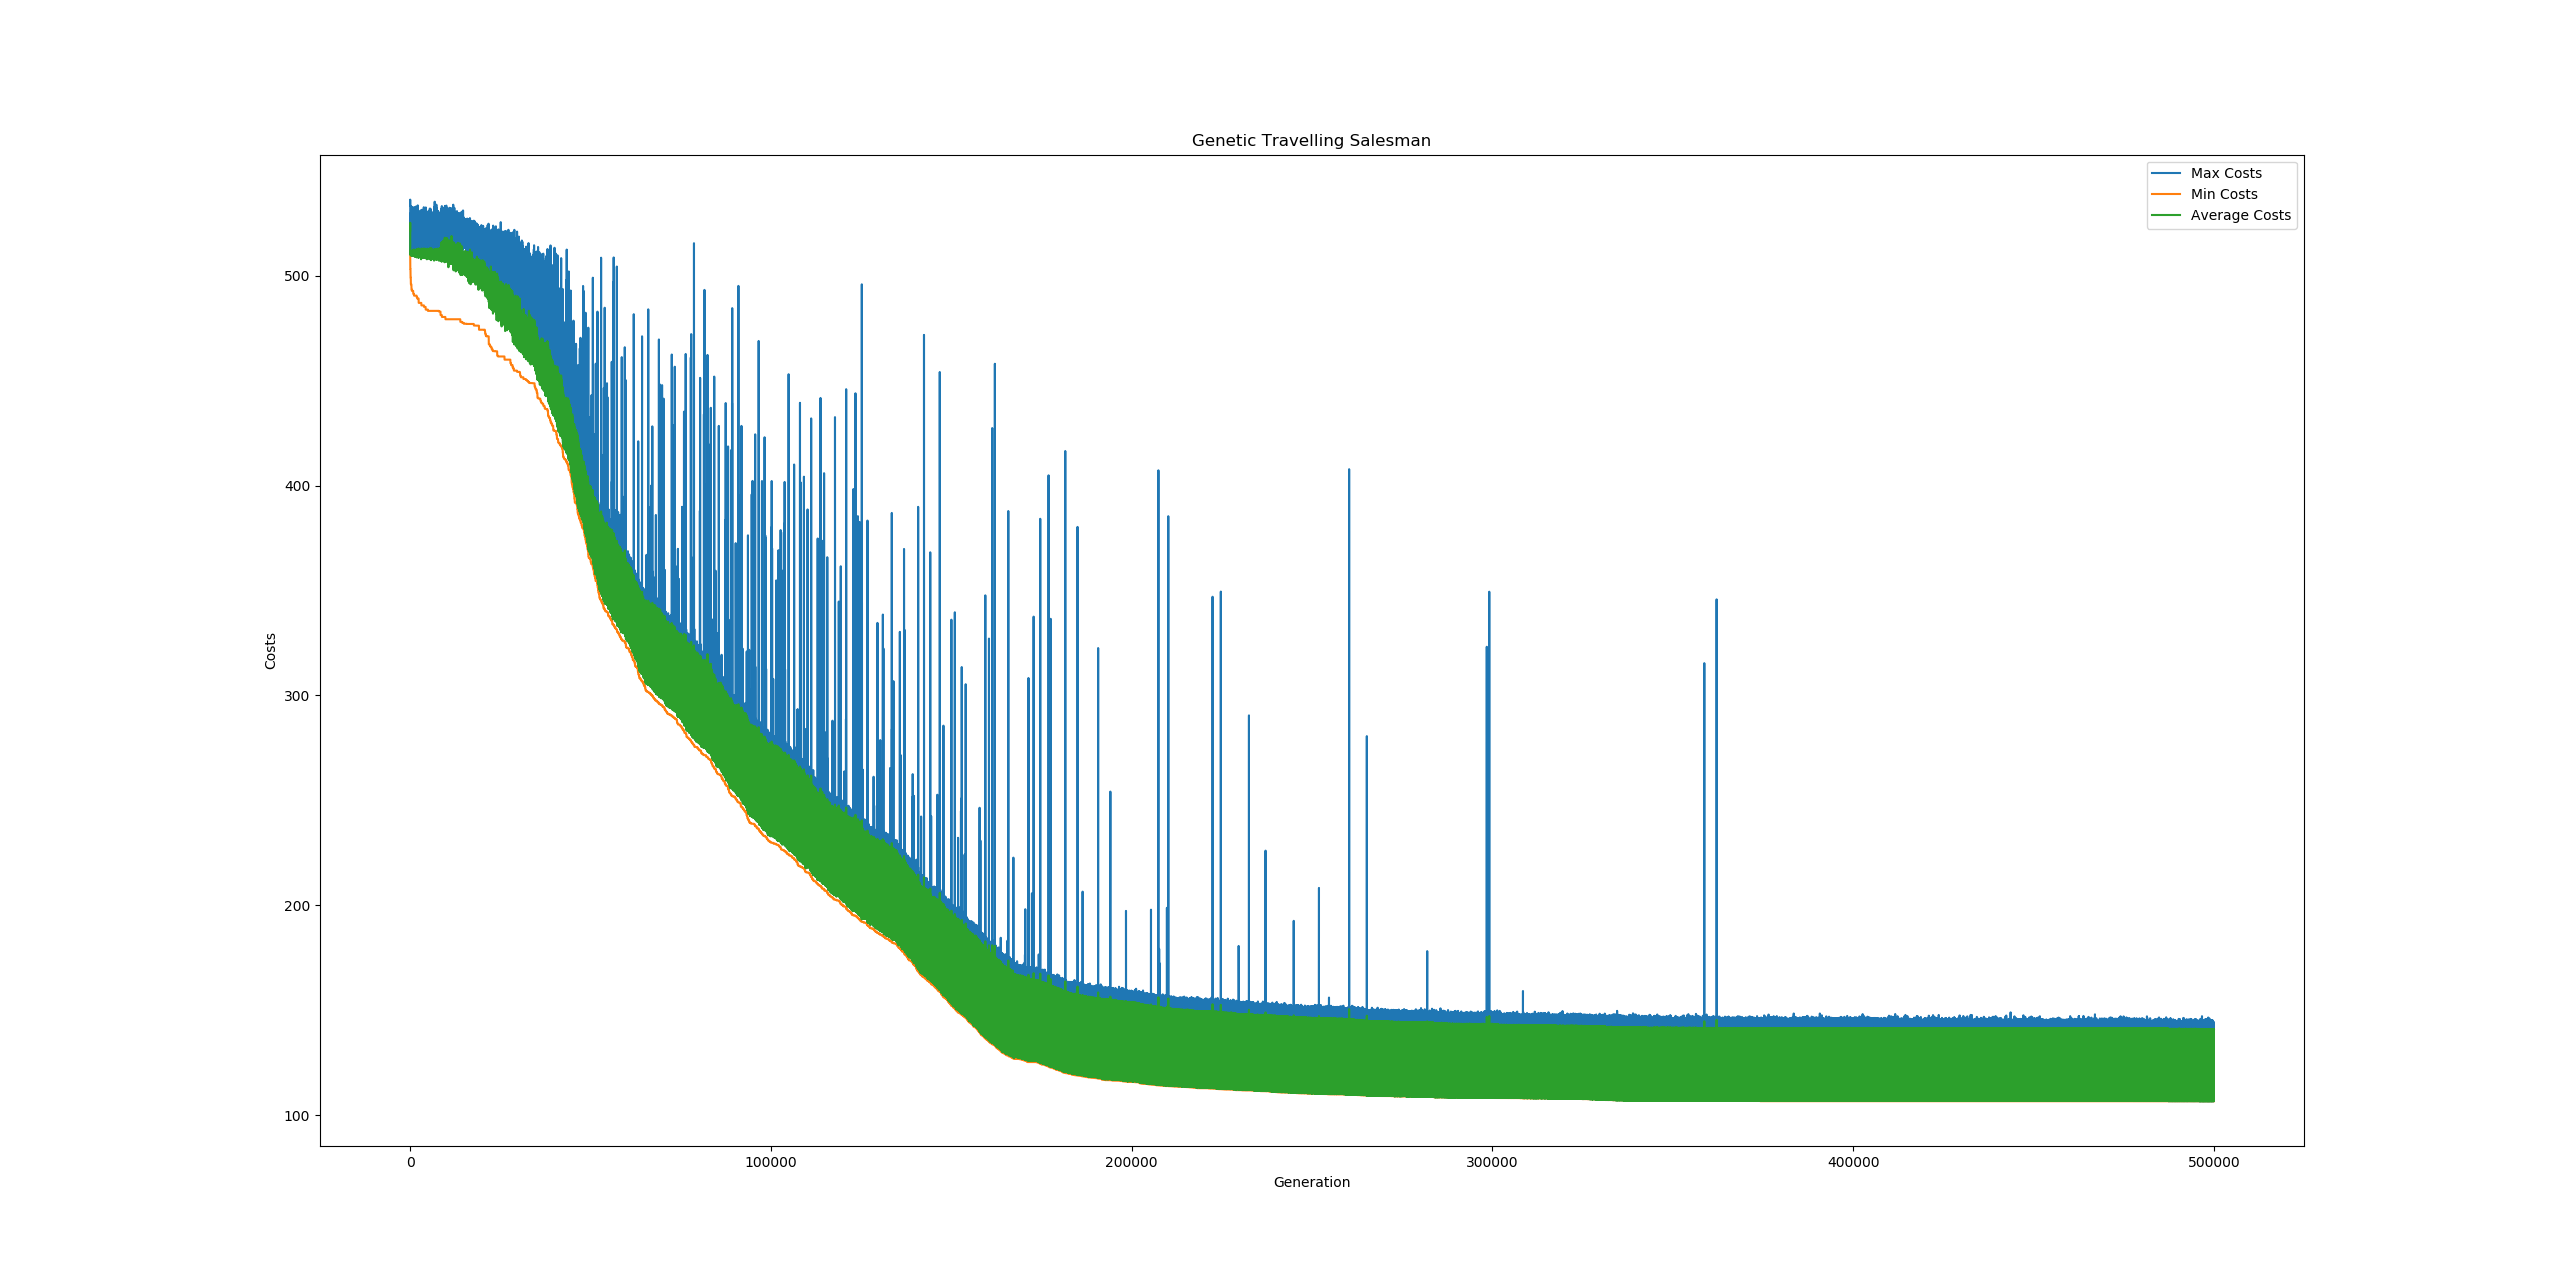 Genetic Travelling Salesman
Max Costs
Min Costs
Average Costs
500
400
300
200
100
Costs
0 100000 200000 300000 400000 500000
Generation